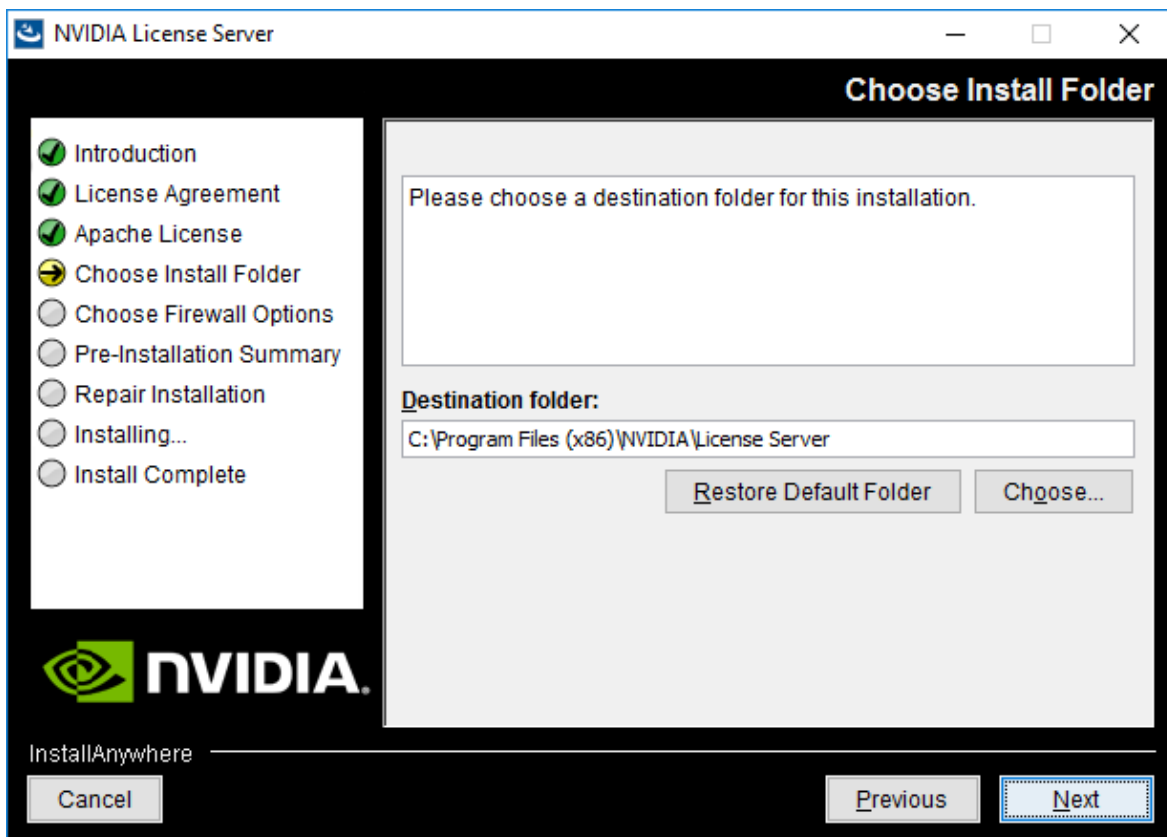 NVIDIA License Server
Choose Install Folder
Introduction
License Agreement
Apache License
Choose Install Folder
Choose Firewall Options
Pre-Installation Summary
Repair Installation
Installing...
Install Complete
Please choose a destination folder for this installation.
Destination folder:
C:\Program Files (x86)\NVIDIA\License Server
Restore Default Folder
Choose...
NVIDIA.
InstallAnywhere
Cancel
Previous
Next